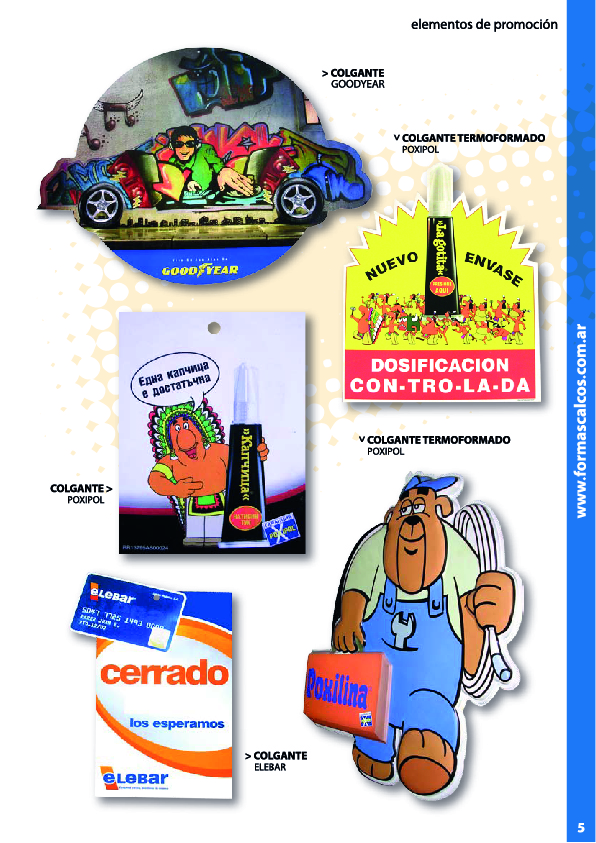 elementos de promoción
> COLGANTE
GOODYEAR
GOODYEAR
v COLGANTE TERMOFORMADO
POXIPOL
NUEVO ENVASE
»La gotita«
DOSIFICACION
CON-TRO-LA-DA
Една капчица
е достатъчна
»Капчица«
POXIPOL
COLGANTE >
POXIPOL
v COLGANTE TERMOFORMADO
POXIPOL
Poxilina
eLEBAR
cerrado
los esperamos
eLEBAR
> COLGANTE
ELEBAR
www.formascalcos.com.ar
5